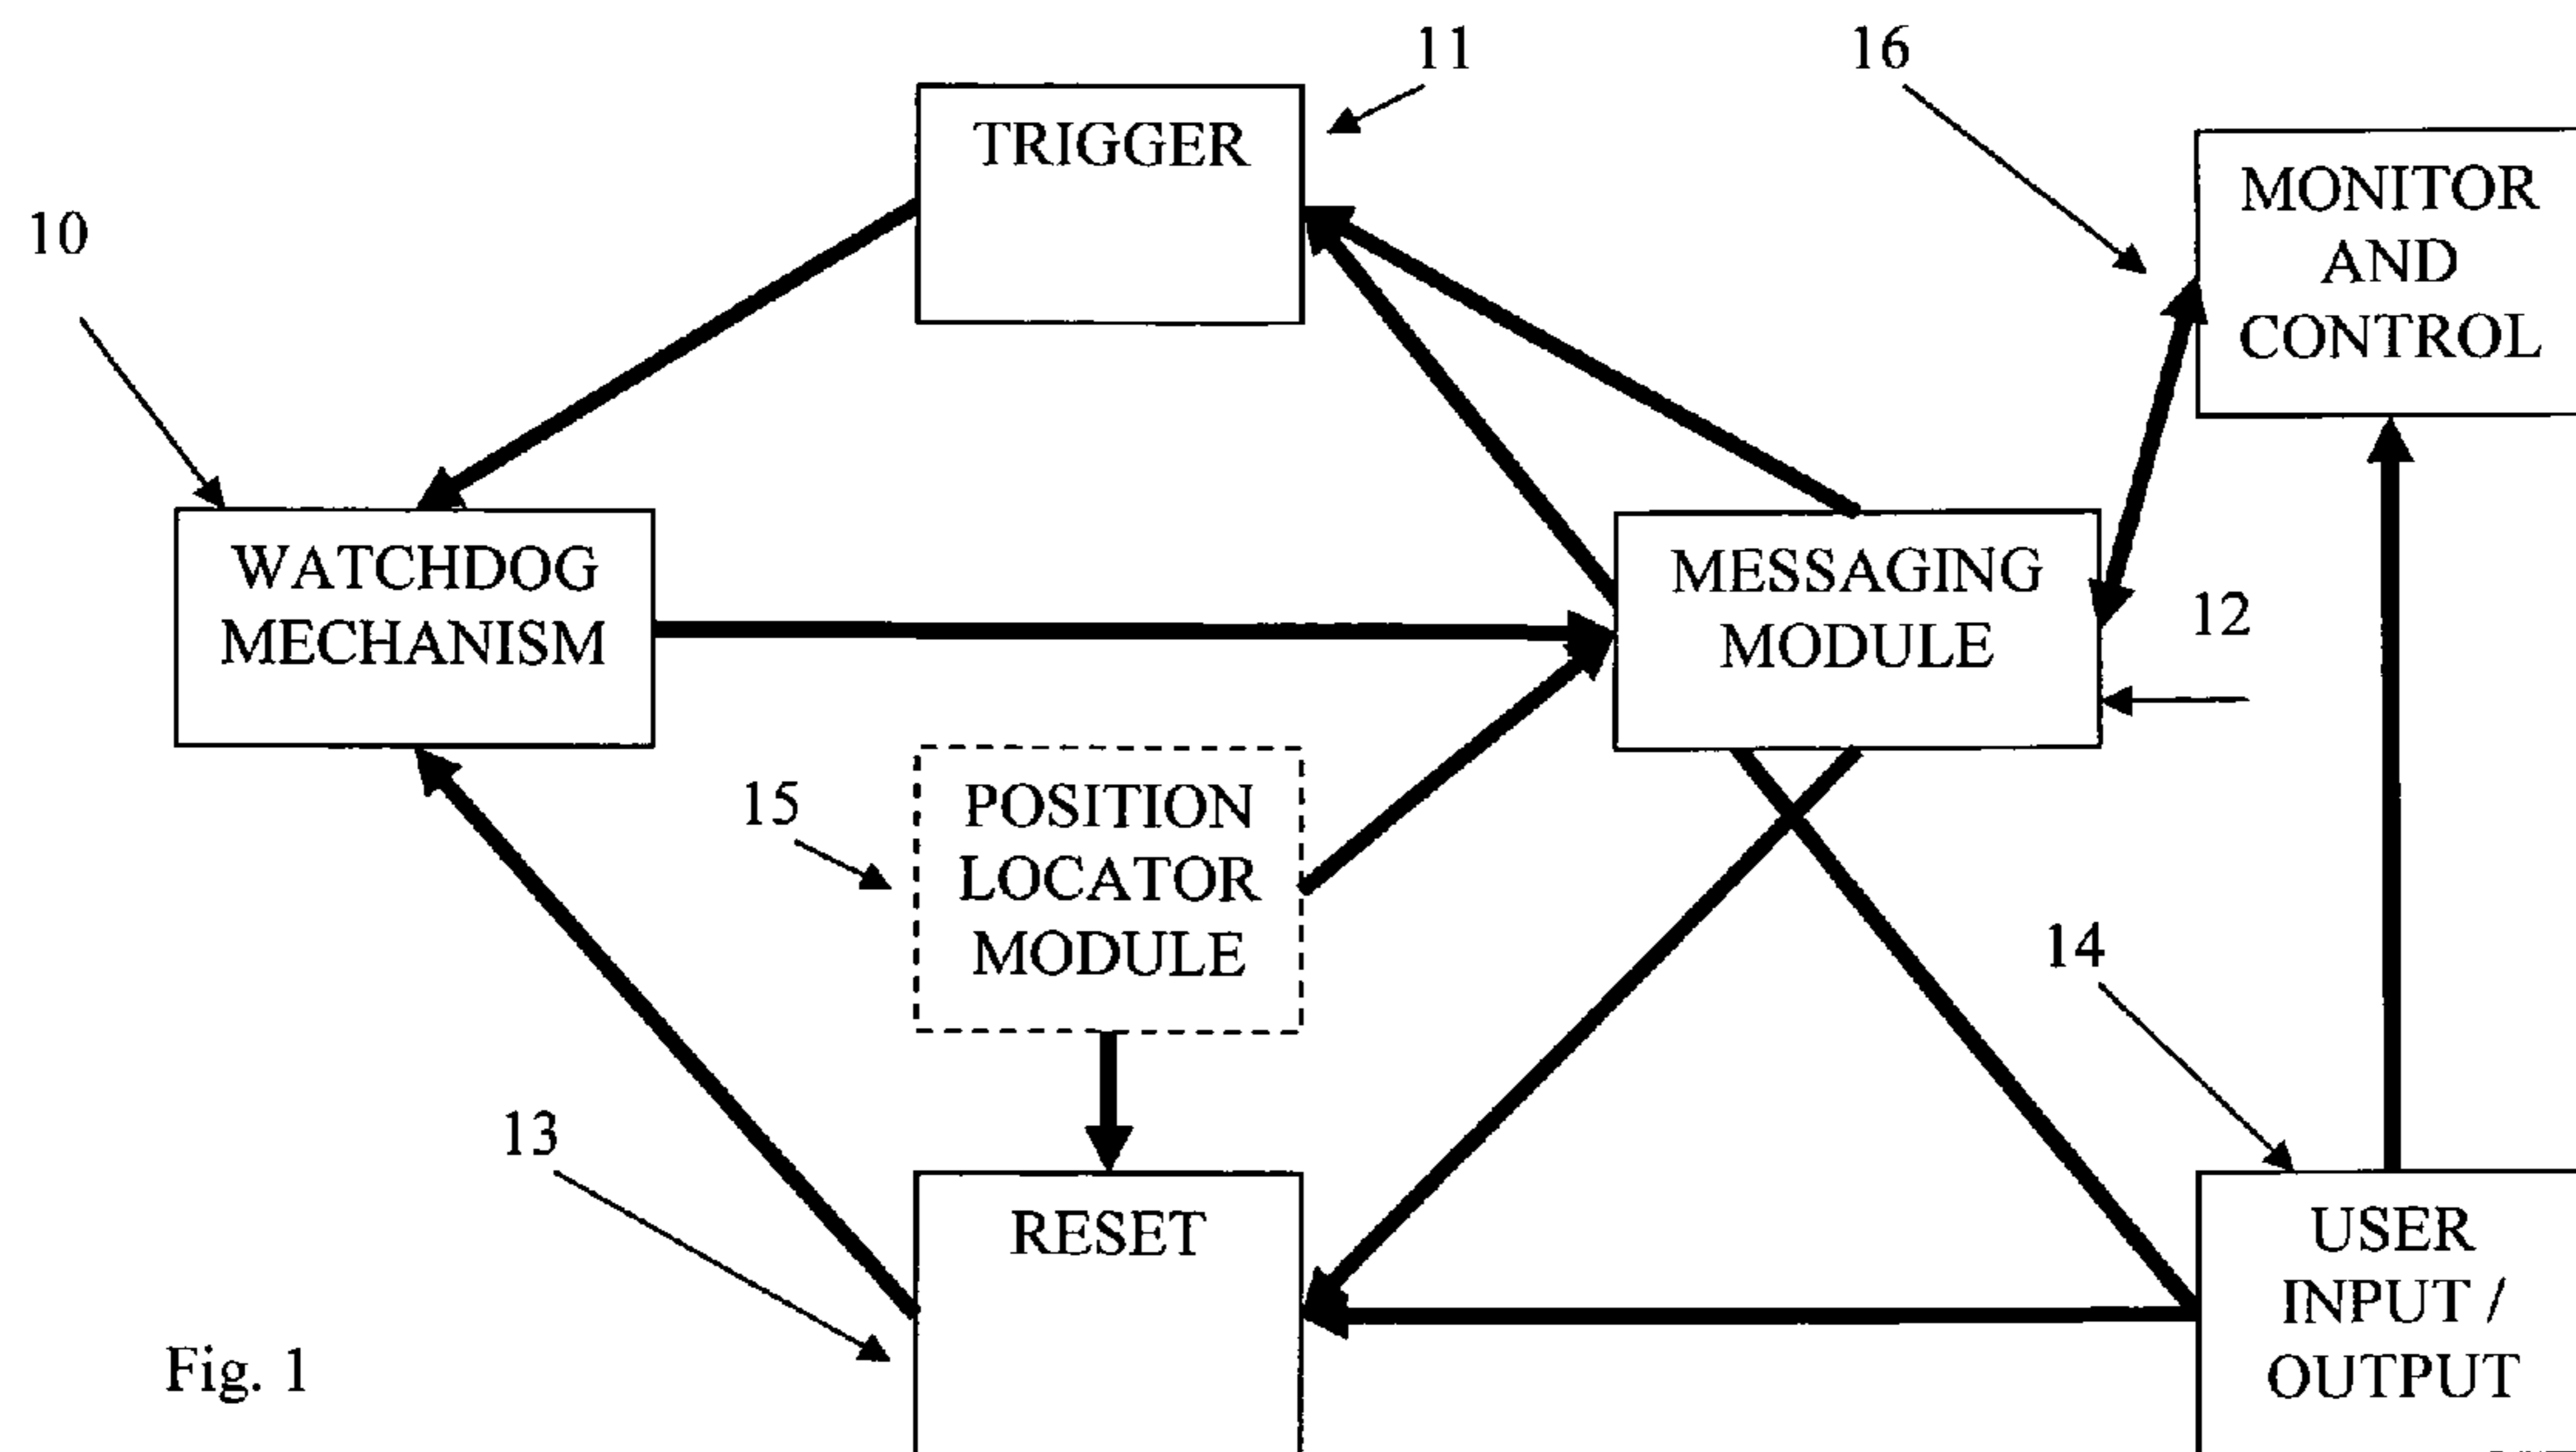 11
16
TRIGGER
MONITOR
AND
CONTROL
10
WATCHDOG
MECHANISM
MESSAGING
MODULE
12
15
POSITION
LOCATOR
MODULE
14
13
RESET
USER
INPUT /
OUTPUT
Fig. 1